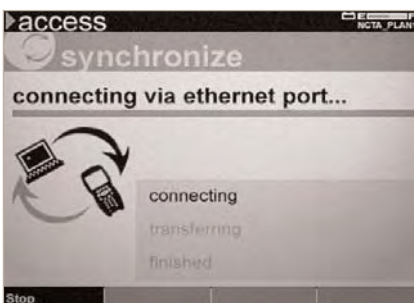 access
NCTA_PLAN
synchronize
connecting via ethernet port...
connecting
transferring
finished
Stop